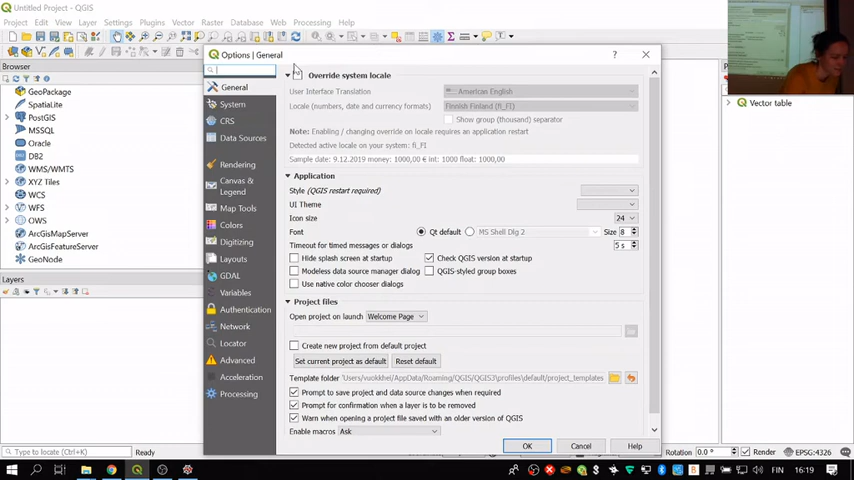 Untitled Project - QGIS
Project Edit View Layer Settings Plugins Vector Raster Database Web Processing Help
Options | General
?
Browser
GeoPackage
SpatiaLite
PostGIS
MSSQL
Oracle
DB2
WMS/WMTS
XYZ Tiles
WCS
WFS
OWS
ArcGisMapServer
ArcGisFeatureServer
GeoNode
Layers
General
System
CRS
Data Sources
Rendering
Canvas &
Legend
Map Tools
Colors
Digitizing
Layouts
GDAL
Variables
Authentication
Network
Locator
Advanced
Acceleration
Processing
Override system locale
User Interface Translation American English
Locale (numbers, date and currency formats) Finnish Finland (fi_FI)
Show group (thousand) separator
Note: Enabling / changing override on locale requires an application restart
Detected active locale on your system: fi_FI
Sample date: 9.12.2019 money: 1000,00 € int: 1000 float: 1000,00
Application
Style (QGIS restart required)
UI Theme
Icon size 24
Font Qt default MS Shell Dlg 2 Size 8
Timeout for timed messages or dialogs 5 s
Hide splash screen at startup Check QGIS version at startup
Modeless data source manager dialog QGIS-styled group boxes
Use native color chooser dialogs
Project files
Open project on launch Welcome Page
Create new project from default project
Set current project as default Reset default
Template folder 'Users/vuokkhei/AppData/Roaming/QGIS/QGIS3\profiles\default/project_templates
Prompt to save project and data source changes when required
Prompt for confirmation when a layer is to be removed
Warn when opening a project file saved with an older version of QGIS
Enable macros Ask
OK Cancel Help
Vector table
Type to locate (Ctrl+K) Ready
Rotation 0.0 ° Render EPSG:4326
FIN 16:19